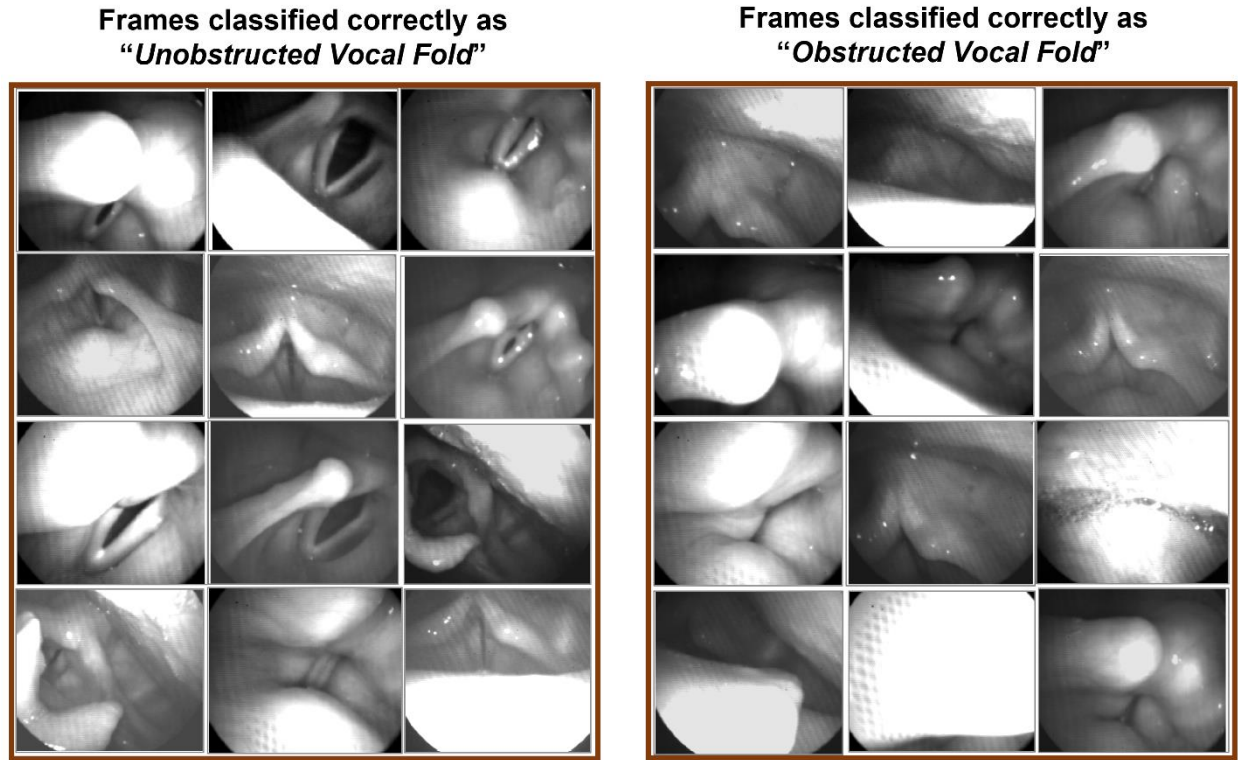 Frames classified correctly as
“Unobstructed Vocal Fold”
Frames classified correctly as
“Obstructed Vocal Fold”